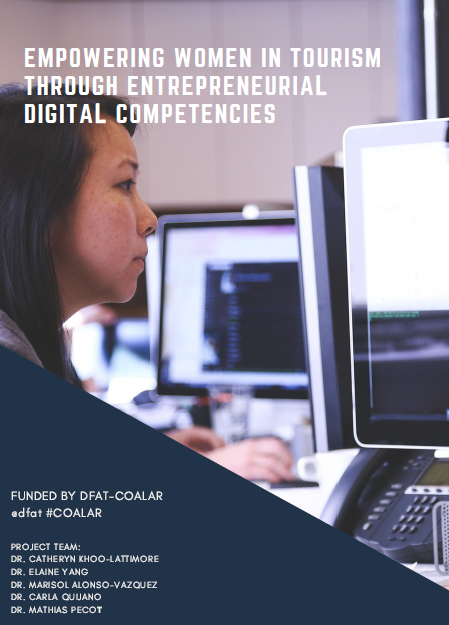 EMPOWERING WOMEN IN TOURISM
THROUGH ENTREPRENEURIAL
DIGITAL COMPETENCIES
FUNDED BY DFAT-COALAR
@dfat #COALAR
PROJECT TEAM:
DR. CATHERYN KHOO-LATTIMORE
DR. ELAINE YANG
DR. MARISOL ALONSO-VAZQUEZ
DR. CARLA QUIJANO
DR. MATHIAS PECOT